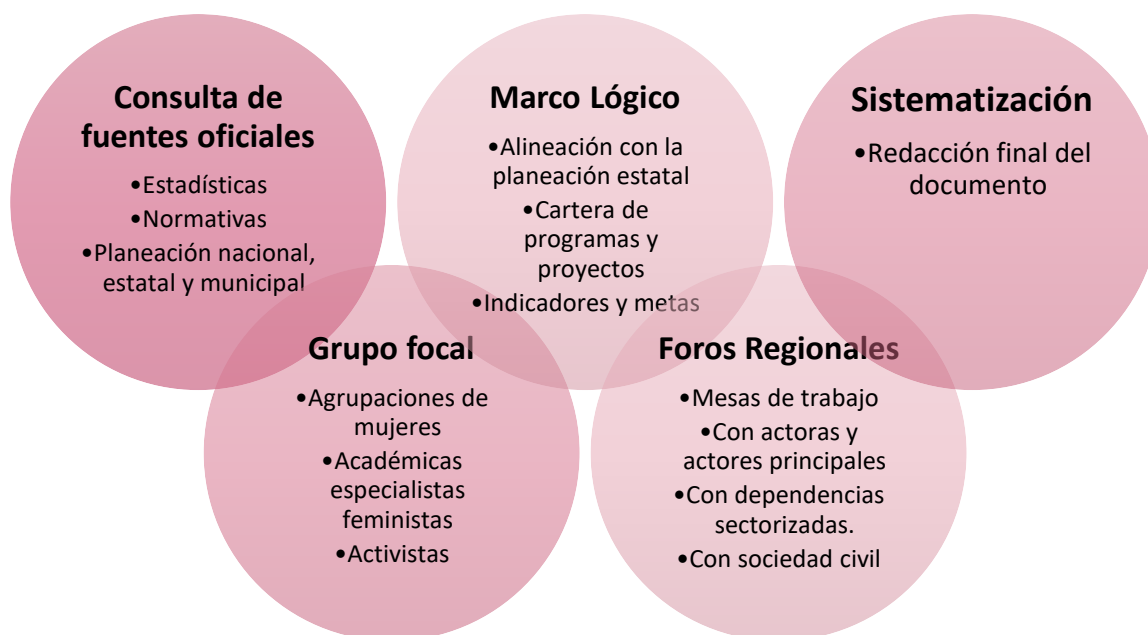 Consulta de
fuentes oficiales
•Estadísticas
•Normativas
•Planeación nacional,
estatal y municipal
Grupo focal
•Agrupaciones de
mujeres
•Académicas
especialistas
feministas
•Activistas
Marco Lógico
•Alineación con la
planeación estatal
•Cartera de
programas y
proyectos
•Indicadores y metas
Foros Regionales
•Mesas de trabajo
•Con actoras y
actores principales
•Con dependencias
sectorizadas.
•Con sociedad civil
Sistematización
•Redacción final del
documento